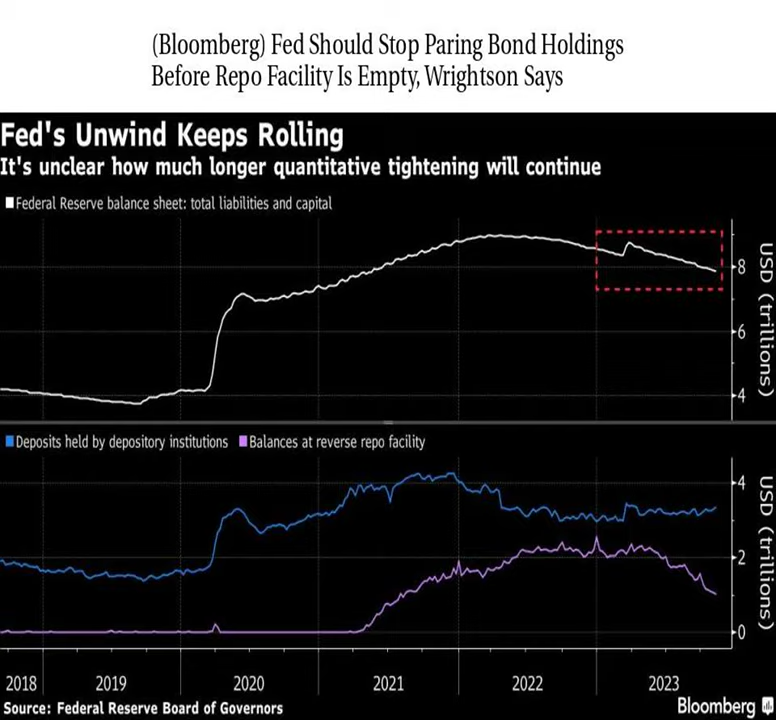 (Bloomberg) Fed Should Stop Paring Bond Holdings
Before Repo Facility Is Empty, Wrightson Says
Fed's Unwind Keeps Rolling
It's unclear how much longer quantitative tightening will continue
Federal Reserve balance sheet: total liabilities and capital
8
6
4
USD (trillions)
Deposits held by depository institutions Balances at reverse repo facility
4
2
0
USD (trillions)
2018 2019 2020 2021 2022 2023
Source: Federal Reserve Board of Governors
Bloomberg